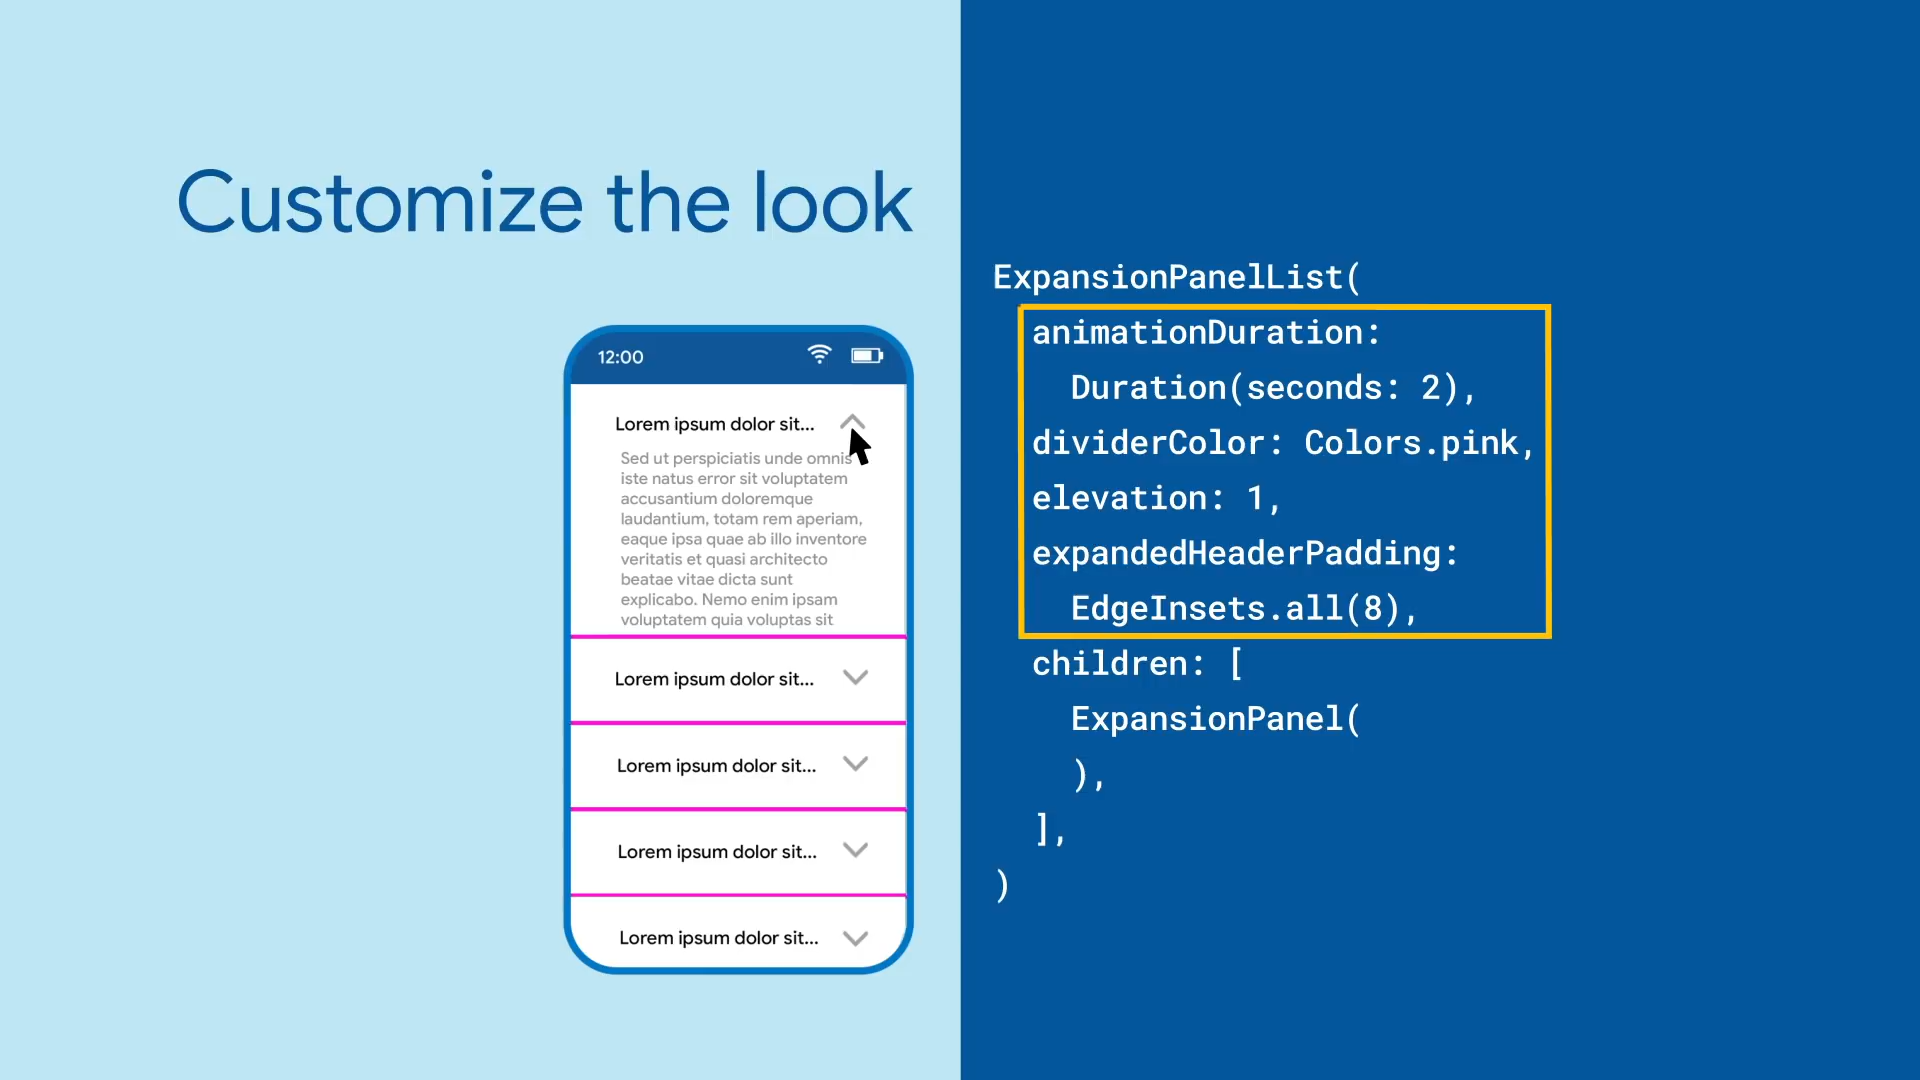 Customize the look
12:00
Lorem ipsum dolor sit...
Sed ut perspiciatis unde omnis
iste natus error sit voluptatem
accusantium doloremque
laudantium, totam rem aperiam,
eaque ipsa quae ab illo inventore
veritatis et quasi architecto
beatae vitae dicta sunt
explicabo. Nemo enim ipsam
voluptatem quia voluptas sit
Lorem ipsum dolor sit...
Lorem ipsum dolor sit...
Lorem ipsum dolor sit...
Lorem ipsum dolor sit...
ExpansionPanelList(
animationDuration:
Duration(seconds: 2),
dividerColor: Colors.pink,
elevation: 1,
expandedHeaderPadding:
EdgeInsets.all(8),
children: [
ExpansionPanel(
),
],
)